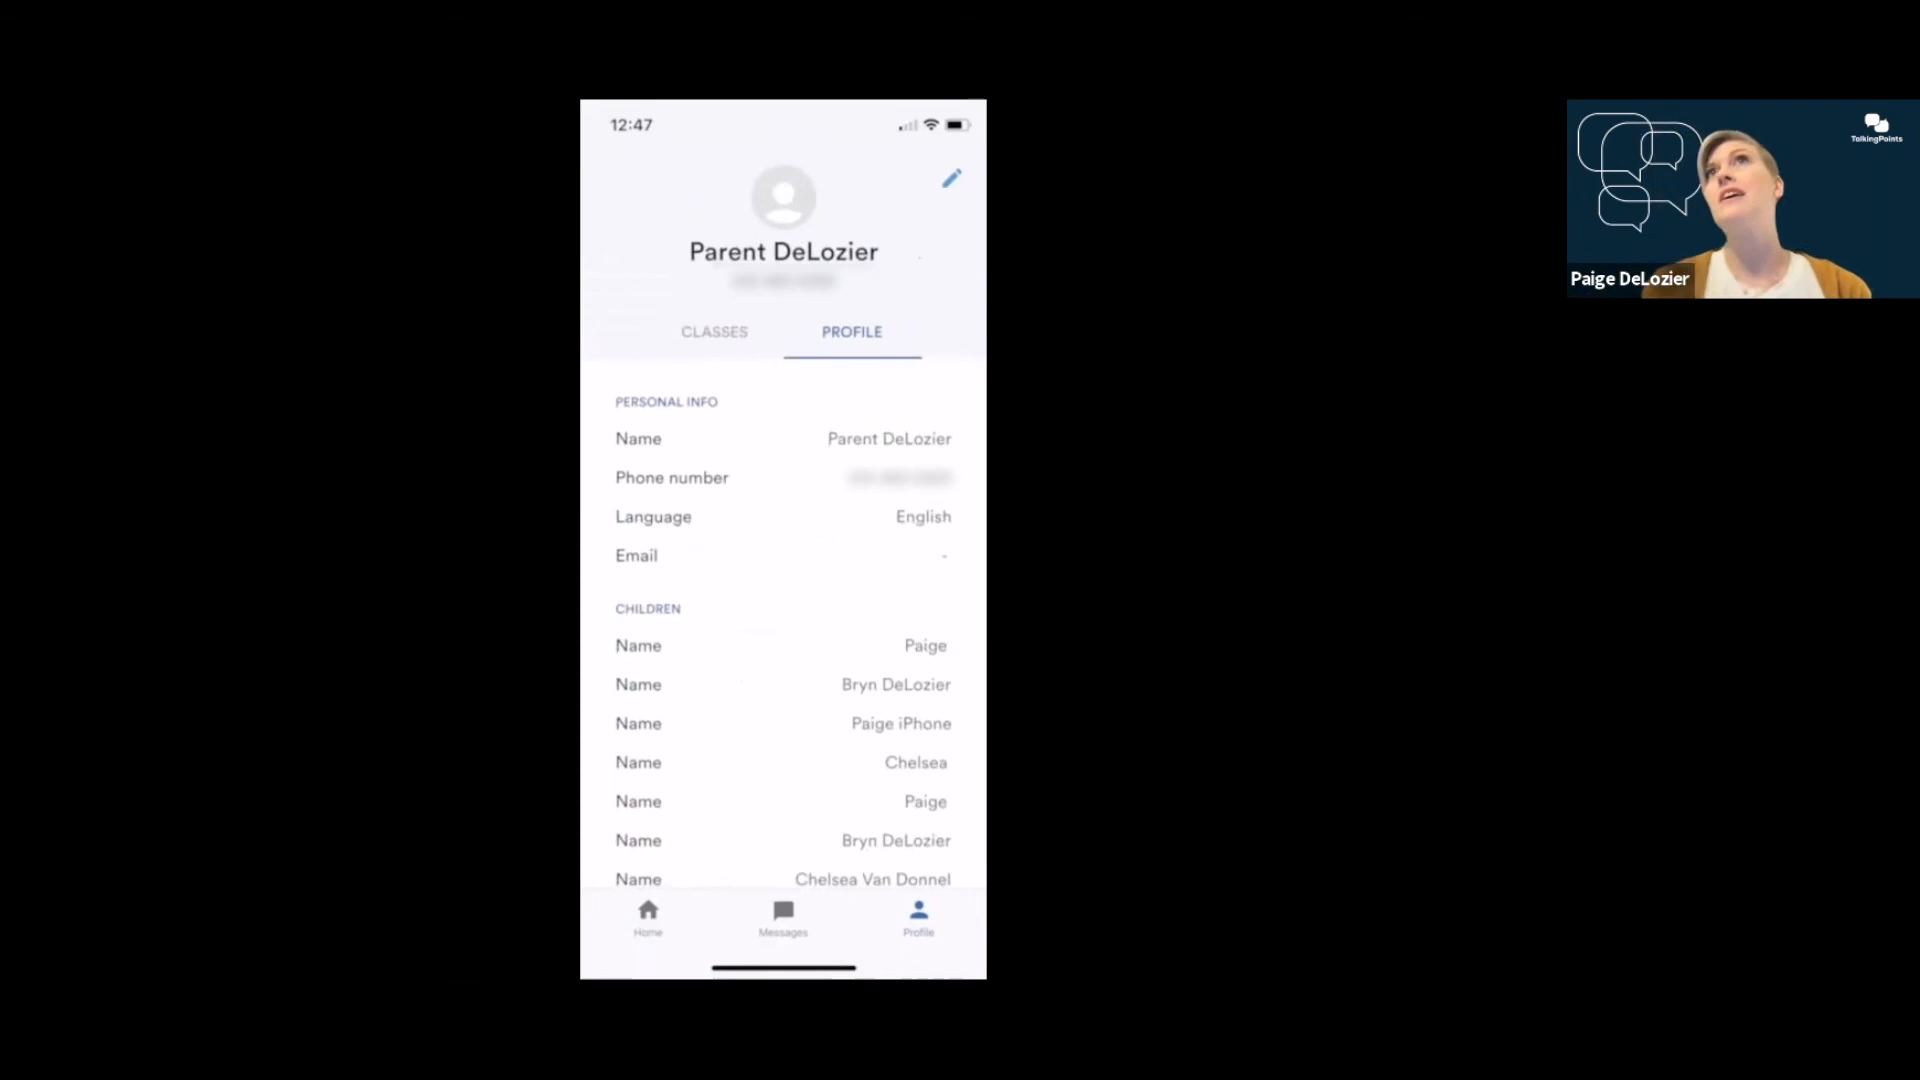 12:47
Parent DeLozier
CLASSES PROFILE
PERSONAL INFO
Name Parent DeLozier
Phone number
Language English
Email -
CHILDREN
Name Paige
Name Bryn DeLozier
Name Paige iPhone
Name Chelsea
Name Paige
Name Bryn DeLozier
Name Chelsea Van Donnel
Home Messages Profile
TalkingPoints
Paige DeLozier